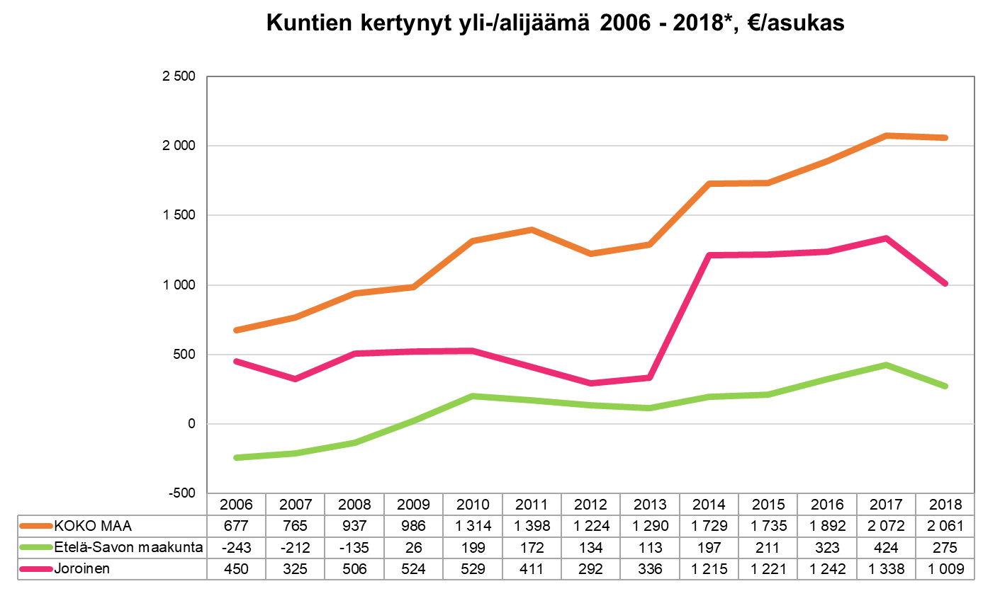 Kuntien kertynyt yli-/alijäämä 2006 - 2018*, €/asukas
2 500
2 000
1 500
1 000
500
0
-500
2006 2007 2008 2009 2010 2011 2012 2013 2014 2015 2016 2017 2018
KOKO MAA 677 765 937 986 1 314 1 398 1 224 1 290 1 729 1 735 1 892 2 072 2 061
Etelä-Savon maakunta -243 -212 -135 26 199 172 134 113 197 211 323 424 275
Joroinen 450 325 506 524 529 411 292 336 1 215 1 221 1 242 1 338 1 009